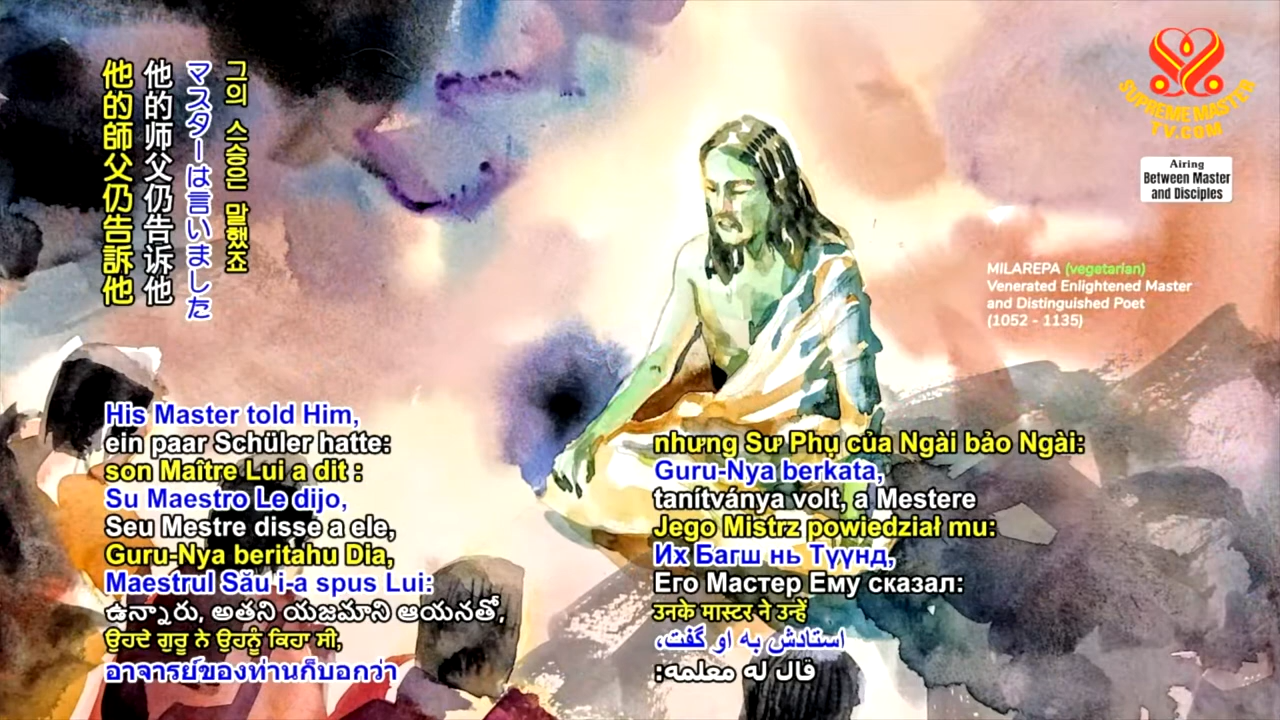 그의 스승은 말했죠
マスターは言いました
他的师父仍告诉他
他的師父仍告訴他
SUPREME MASTER
TV.COM
Airing
Between Master
and Disciples
MILAREPA (vegetarian)
Venerated Enlightened Master
and Distinguished Poet
(1052 - 1135)
His Master told Him,
ein paar Schüler hatte:
son Maître Lui a dit :
Su Maestro Le dijo,
Seu Mestre disse a ele,
Guru-Nya beritahu Dia,
Maestrul Său i-a spus Lui:
ఉన్నారు, అతని యజమాని ఆయనతో,
ਉਹਦੇ ਗੁਰੂ ਨੇ ਉਹਨੂੰ ਕਿਹਾ ਸੀ,
อาจารย์ของท่านก็บอกว่า
nhưng Sư Phụ của Ngài bảo Ngài:
Guru-Nya berkata,
tanítványa volt, a Mestere
Jego Mistrz powiedział mu:
Их Багш нь Түүнд,
Его Мастер Ему сказал:
उनके मास्टर ने उन्हें
استادش به او گفت،
قال له معلمه: